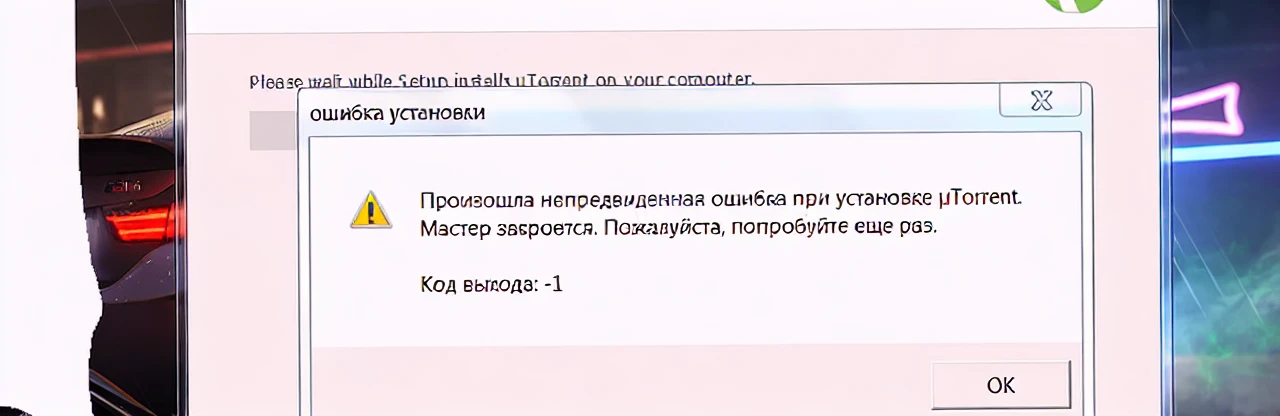 Please wait while Setup installs µTorrent on your computer.
ошибка установки
Произошла непредвиденная ошибка при установке µTorrent.
Мастер закроется. Пожалуйста, попробуйте еще раз.
Код выхода: -1
OK